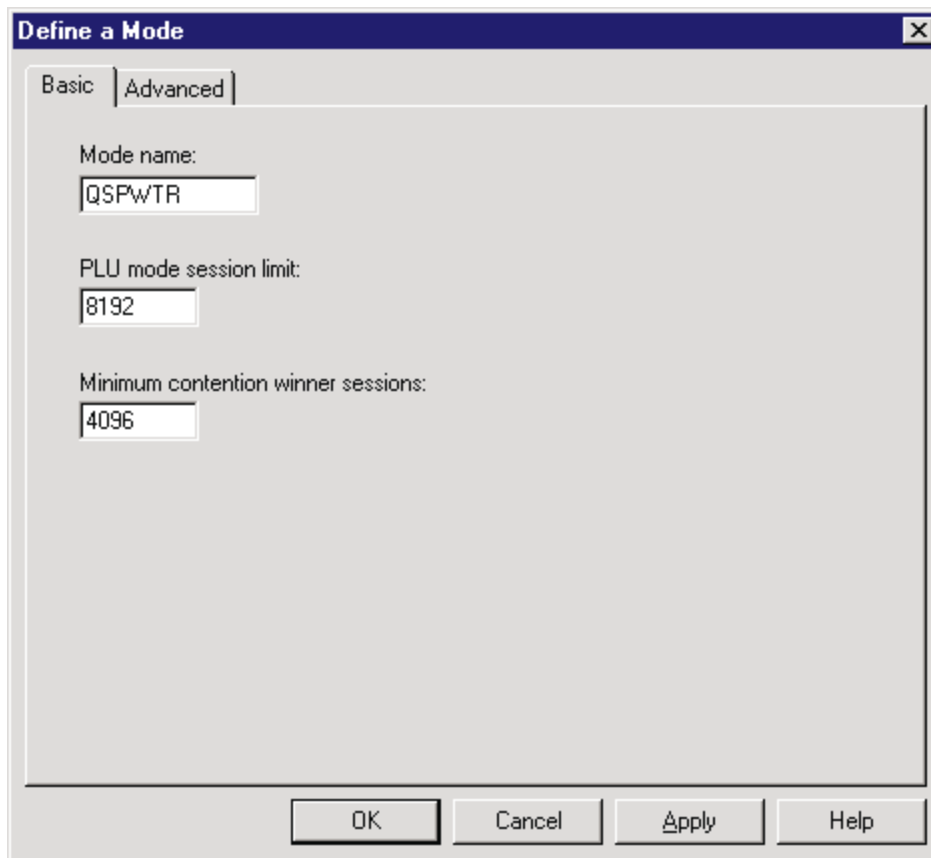 Define a Mode
Basic
Advanced
Mode name:
QSPWTR
PLU mode session limit:
8192
Minimum contention winner sessions:
4096
OK
Cancel
Apply
Help